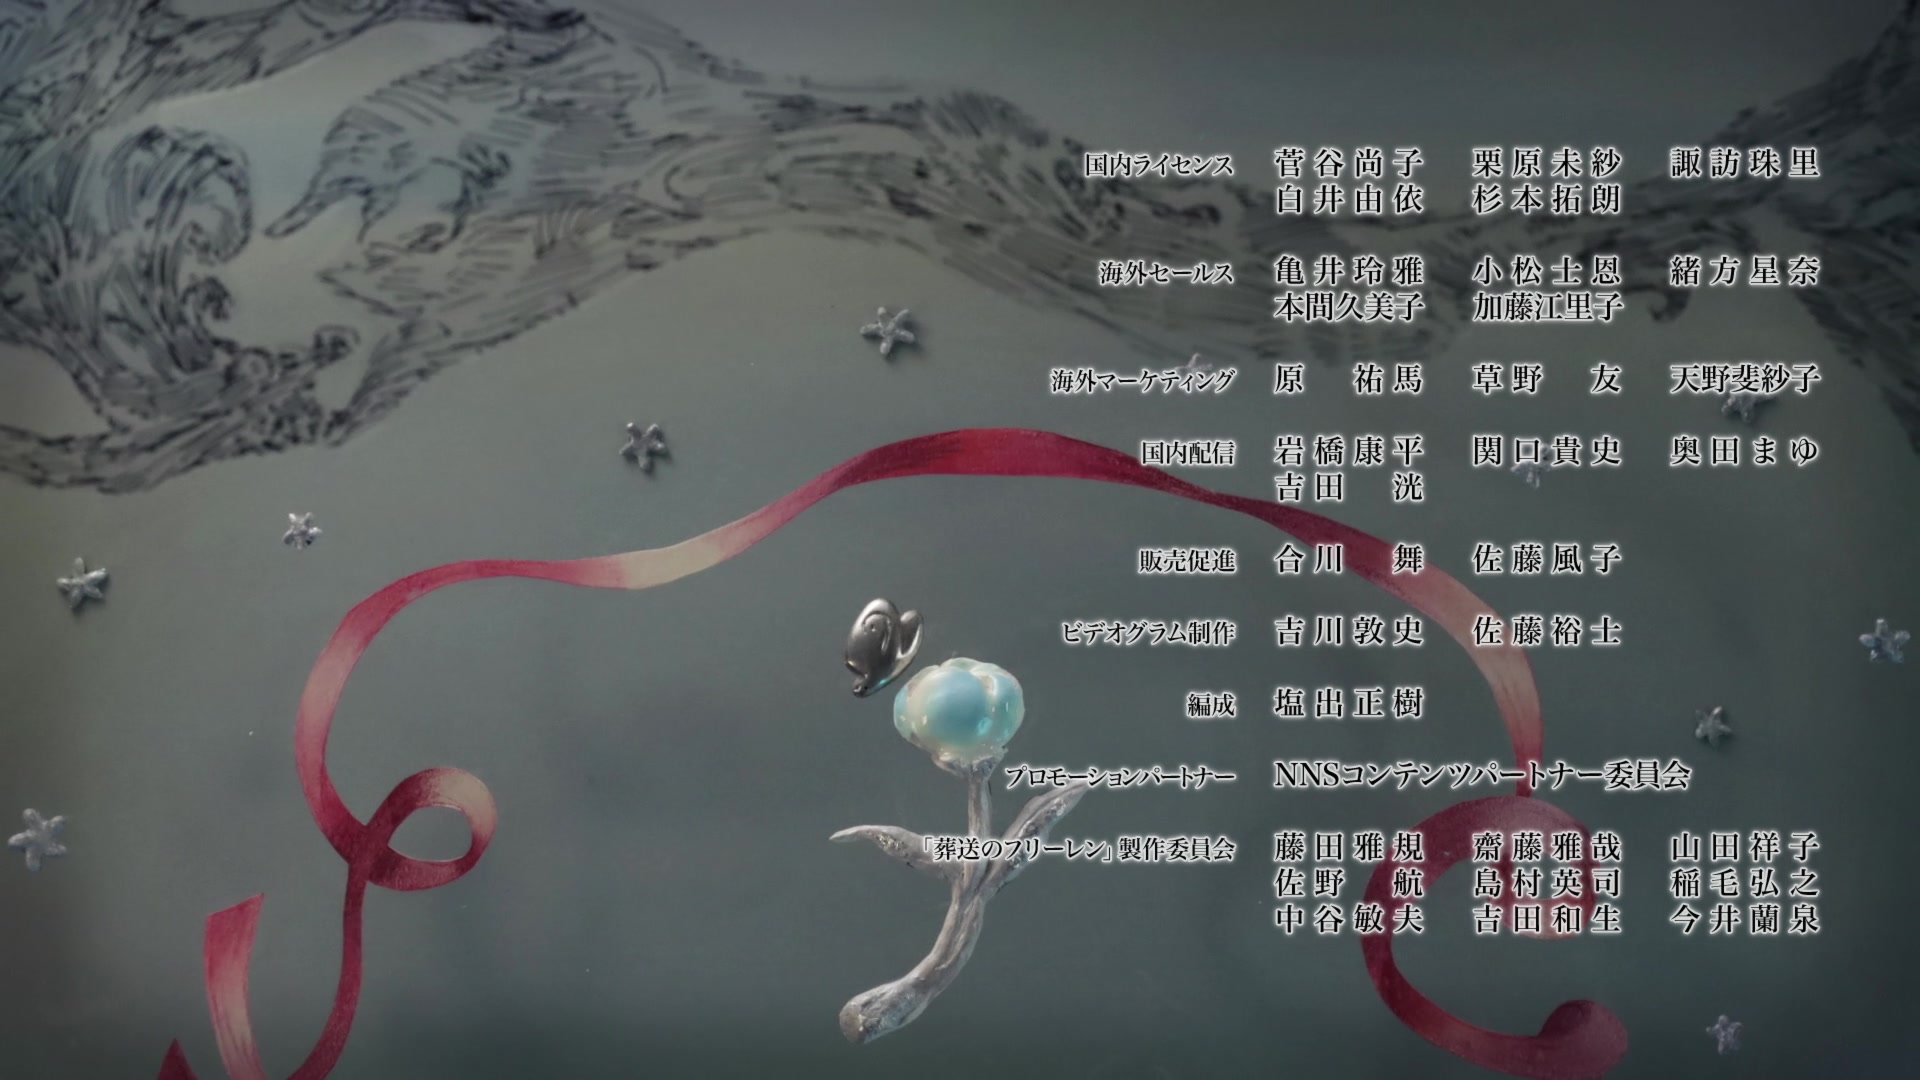 国内ライセンス 菅谷尚子 栗原未紗 諏訪珠里
白井由依 杉本拓朗
海外セールス 亀井玲雅 小松士恩 緒方星奈
本間久美子 加藤江里子
海外マーケティング 原祐馬 草野友 天野斐紗子
国内配信 岩橋康平 関口貴史 奥田まゆ
吉田洸
販売促進 合川舞 佐藤風子
ビデオグラム制作 吉川敦史 佐藤裕士
編成 塩出正樹
プロモーションパートナー NNSコンテンツパートナー委員会
「葬送のフリーレン」製作委員会 藤田雅規 齋藤雅哉 山田祥子
佐野航 島村英司 稲毛弘之
中谷敏夫 吉田和生 今井蘭泉